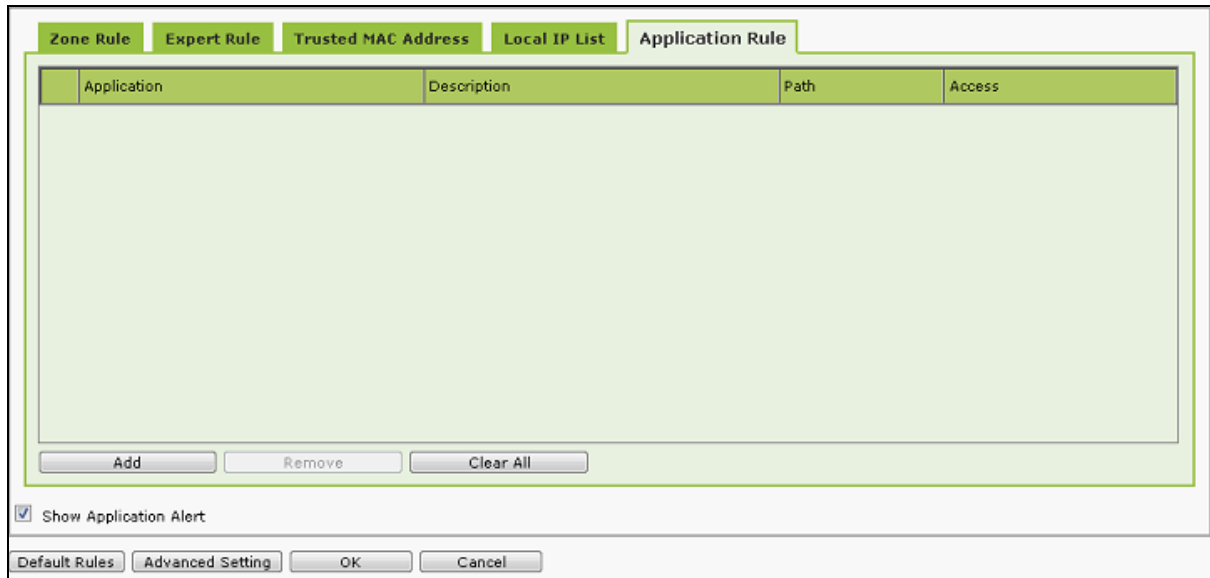 Zone Rule Expert Rule Trusted MAC Address Local IP List Application Rule
Application Description Path Access
Add Remove Clear All
Show Application Alert
Default Rules Advanced Setting OK Cancel